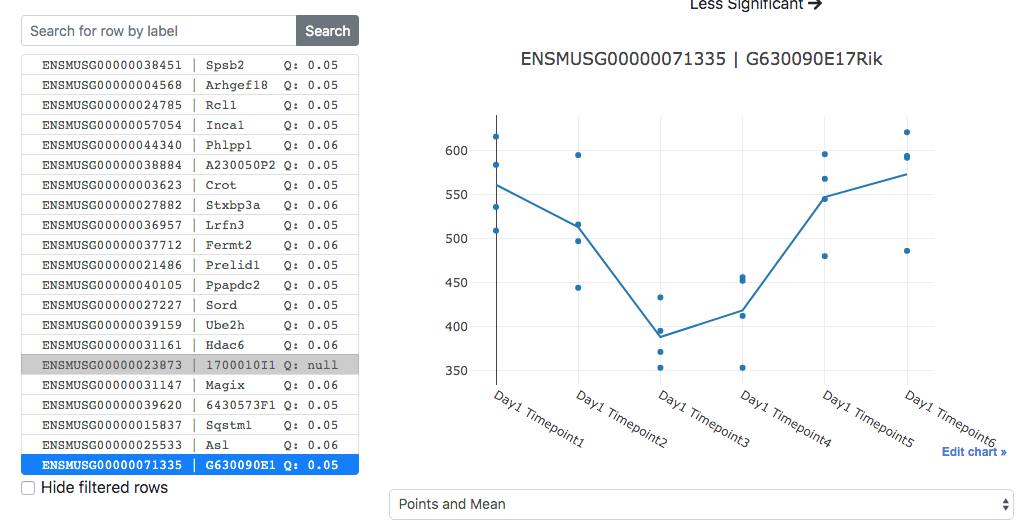 Less Significant →
Search for row by label Search
ENSMUSG00000038451 | Spsb2 Q: 0.05
ENSMUSG00000004568 | Arhgef18 Q: 0.05
ENSMUSG00000024785 | Rcl1 Q: 0.05
ENSMUSG00000057054 | Inca1 Q: 0.05
ENSMUSG00000044340 | Phlpp1 Q: 0.06
ENSMUSG00000038884 | A230050P2 Q: 0.05
ENSMUSG00000003623 | Crot Q: 0.05
ENSMUSG00000027882 | Stxbp3a Q: 0.06
ENSMUSG00000036957 | Lrfn3 Q: 0.05
ENSMUSG00000037712 | Fermt2 Q: 0.06
ENSMUSG00000021486 | Prelid1 Q: 0.05
ENSMUSG00000040105 | Ppapdc2 Q: 0.05
ENSMUSG00000027227 | Sord Q: 0.05
ENSMUSG00000039159 | Ube2h Q: 0.05
ENSMUSG00000031161 | Hdac6 Q: 0.06
ENSMUSG00000023873 | 1700010I1 Q: null
ENSMUSG00000031147 | Magix Q: 0.06
ENSMUSG00000039620 | 6430573F1 Q: 0.05
ENSMUSG00000015837 | Sqstm1 Q: 0.05
ENSMUSG00000025533 | Asl Q: 0.06
ENSMUSG00000071335 | G630090E1 Q: 0.05
Hide filtered rows
ENSMUSG00000071335 | G630090E17Rik
600
550
500
450
400
350
Day1 Timepoint1
Day1 Timepoint2
Day1 Timepoint3
Day1 Timepoint4
Day1 Timepoint5
Day1 Timepoint6
Edit chart »
Points and Mean